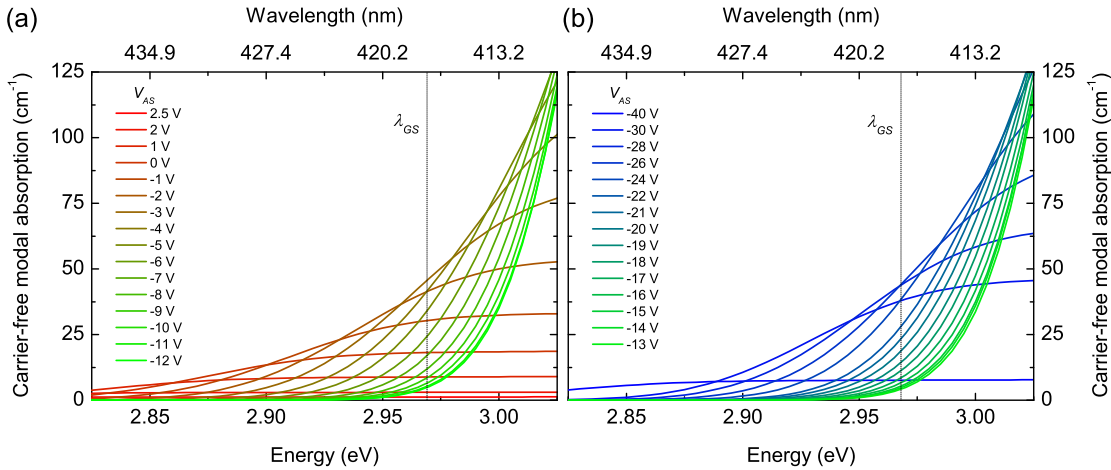 (a)
Wavelength (nm)
434.9 427.4 420.2 413.2
Carrier-free modal absorption (cm⁻¹)
125
100
75
50
25
0
V_AS
2.5 V
2 V
1 V
0 V
-1 V
-2 V
-3 V
-4 V
-5 V
-6 V
-7 V
-8 V
-9 V
-10 V
-11 V
-12 V
λ_GS
2.85 2.90 2.95 3.00
Energy (eV)
(b)
Wavelength (nm)
434.9 427.4 420.2 413.2
V_AS
-40 V
-30 V
-28 V
-26 V
-24 V
-22 V
-21 V
-20 V
-19 V
-18 V
-17 V
-16 V
-15 V
-14 V
-13 V
λ_GS
125
100
75
50
25
0
Carrier-free modal absorption (cm⁻¹)
2.85 2.90 2.95 3.00
Energy (eV)